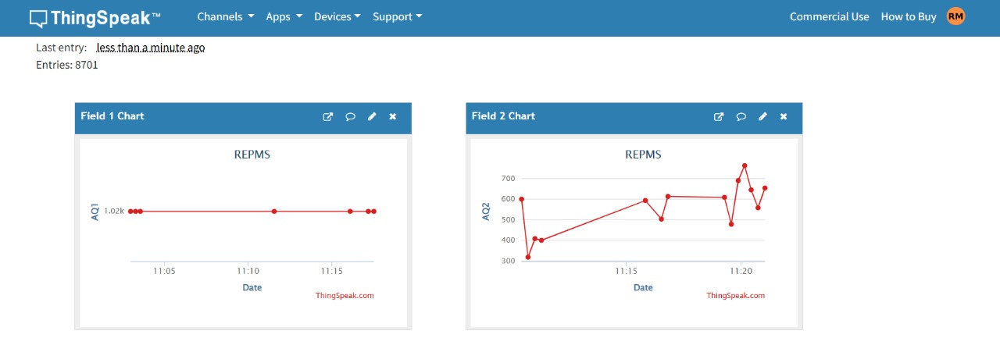 ThingSpeak™ Channels Apps Devices Support Commercial Use How to Buy RM
Last entry: less than a minute ago
Entries: 8701
Field 1 Chart
REPMS
AQ1
1.02k
11:05 11:10 11:15
Date
ThingSpeak.com
Field 2 Chart
REPMS
AQ2
700
600
500
400
300
11:15 11:20
Date
ThingSpeak.com